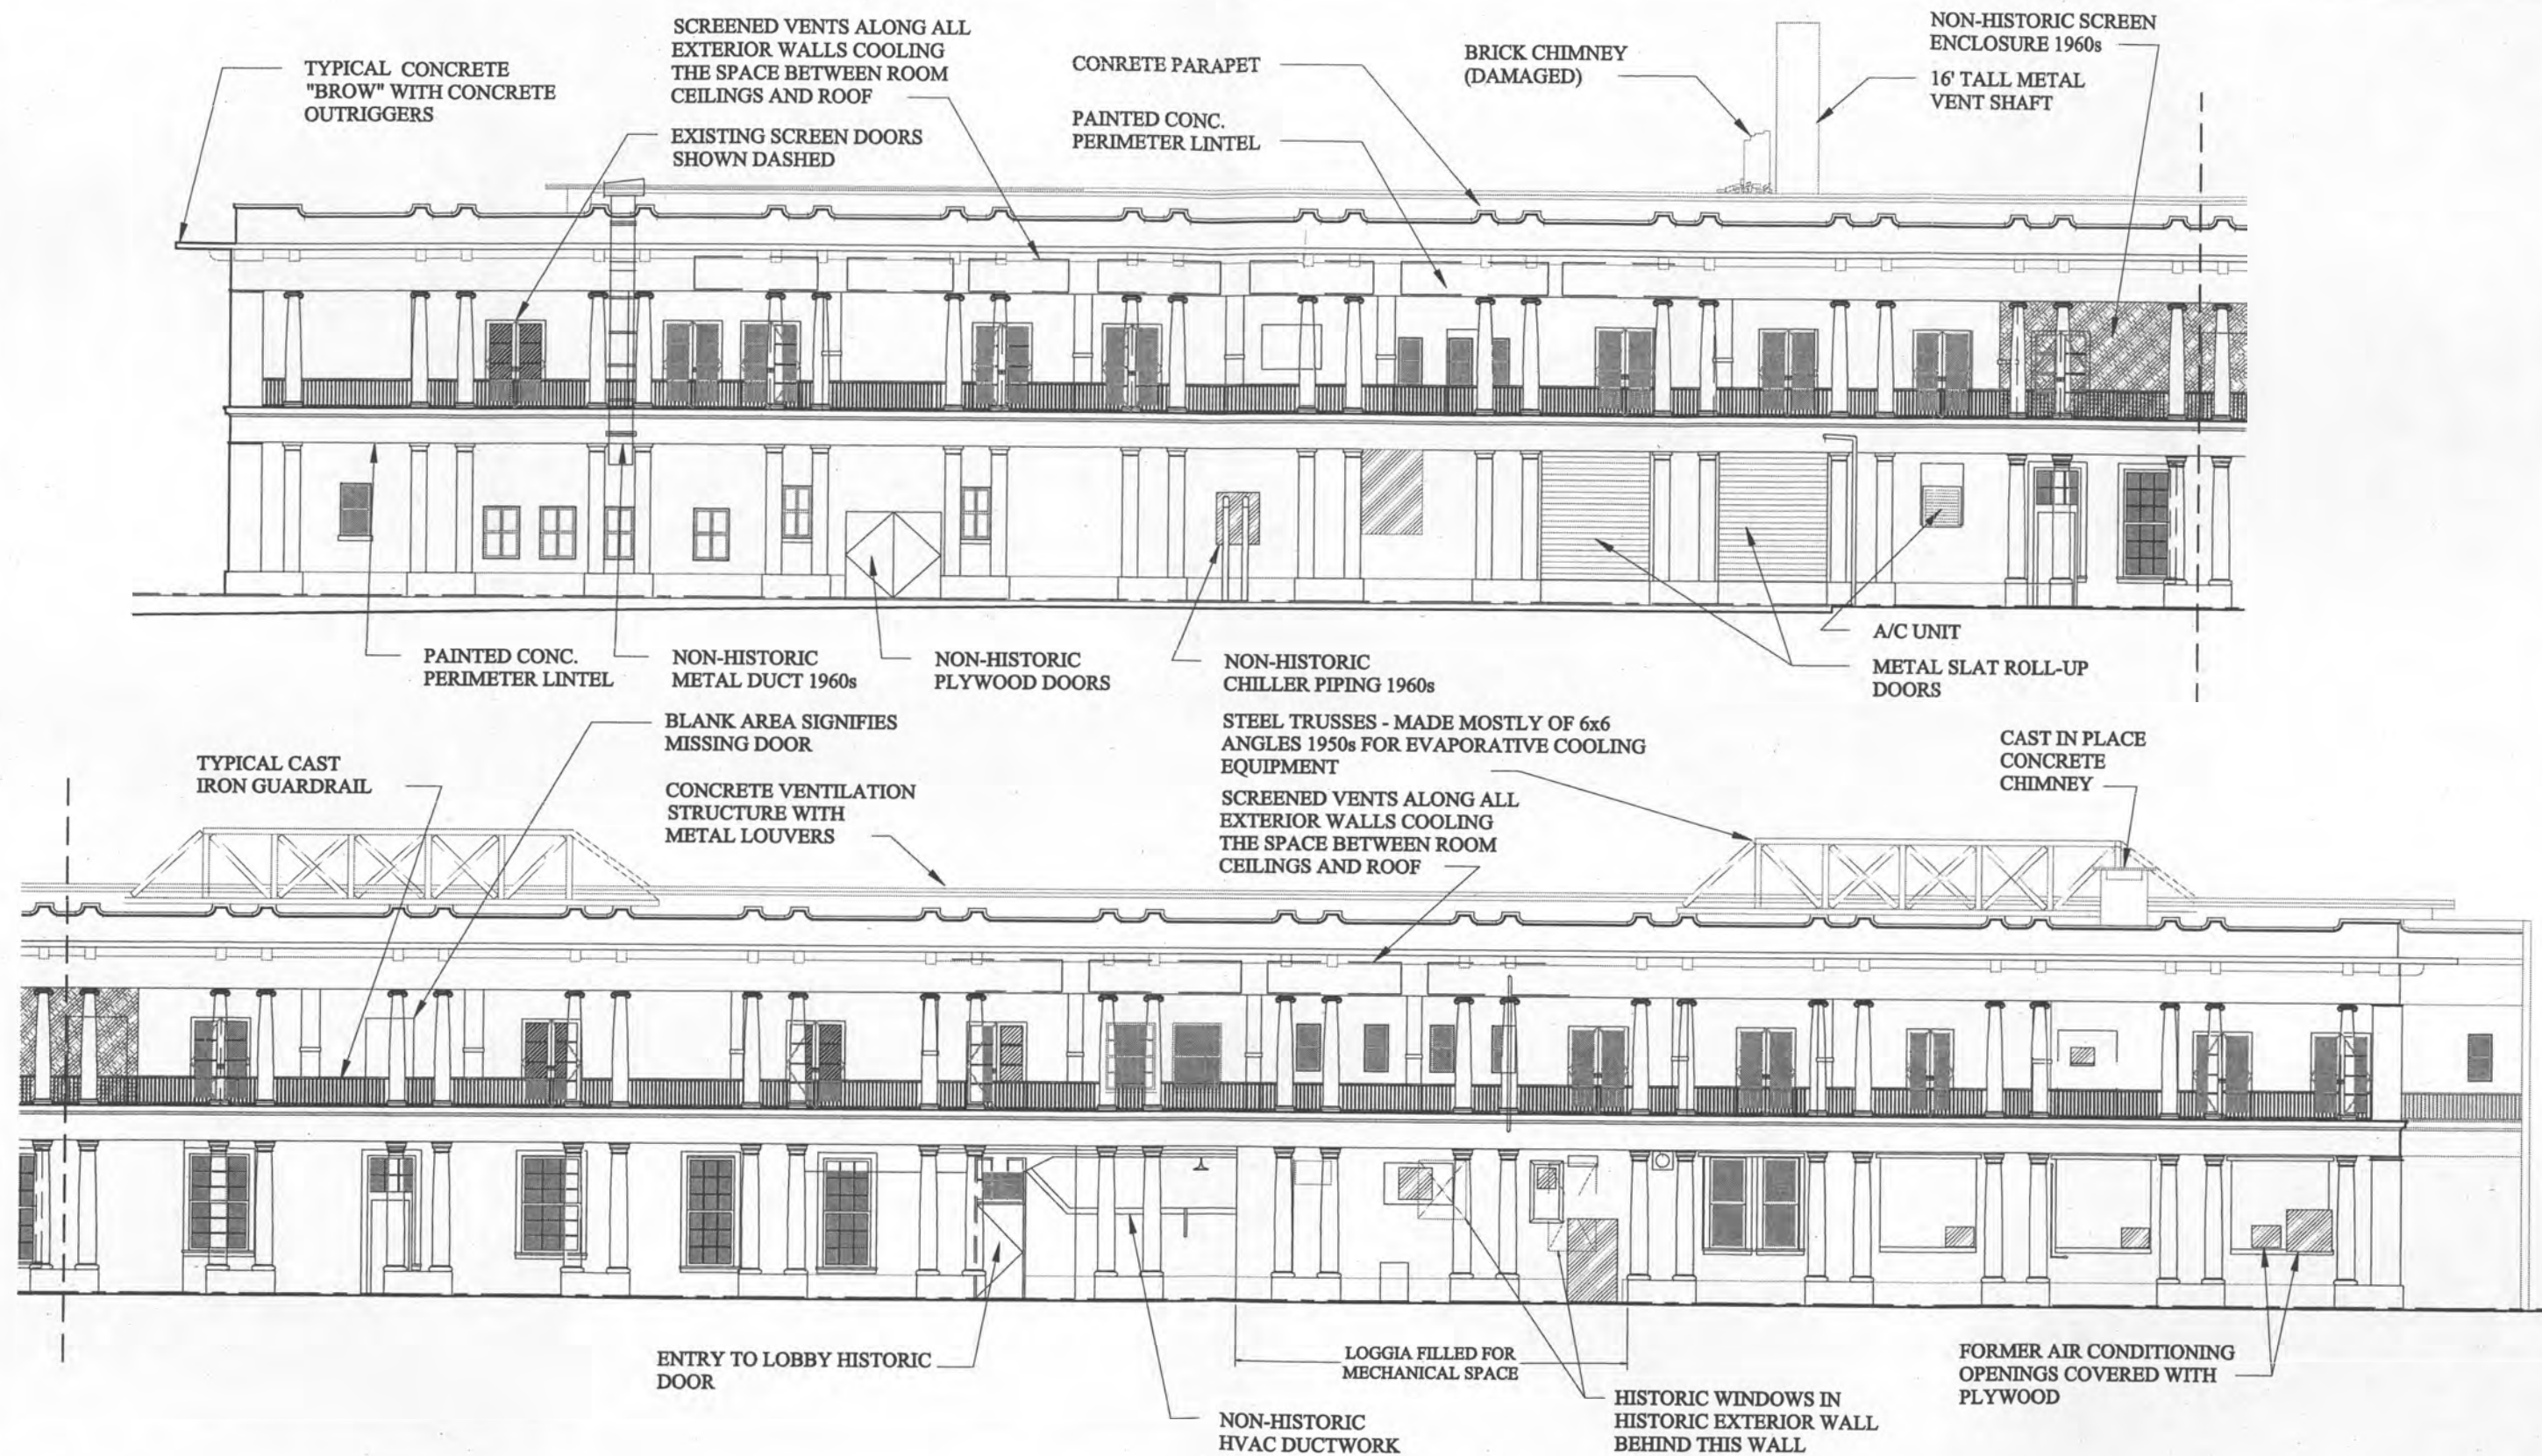 TYPICAL CONCRETE
"BROW" WITH CONCRETE
OUTRIGGERS
SCREENED VENTS ALONG ALL
EXTERIOR WALLS COOLING
THE SPACE BETWEEN ROOM
CEILINGS AND ROOF
EXISTING SCREEN DOORS
SHOWN DASHED
CONRETE PARAPET
PAINTED CONC.
PERIMETER LINTEL
BRICK CHIMNEY
(DAMAGED)
NON-HISTORIC SCREEN
ENCLOSURE 1960s
16' TALL METAL
VENT SHAFT
PAINTED CONC.
PERIMETER LINTEL
NON-HISTORIC
METAL DUCT 1960s
NON-HISTORIC
PLYWOOD DOORS
NON-HISTORIC
CHILLER PIPING 1960s
A/C UNIT
METAL SLAT ROLL-UP
DOORS
TYPICAL CAST
IRON GUARDRAIL
BLANK AREA SIGNIFIES
MISSING DOOR
CONCRETE VENTILATION
STRUCTURE WITH
METAL LOUVERS
STEEL TRUSSES - MADE MOSTLY OF 6x6
ANGLES 1950s FOR EVAPORATIVE COOLING
EQUIPMENT
SCREENED VENTS ALONG ALL
EXTERIOR WALLS COOLING
THE SPACE BETWEEN ROOM
CEILINGS AND ROOF
CAST IN PLACE
CONCRETE
CHIMNEY
ENTRY TO LOBBY HISTORIC
DOOR
NON-HISTORIC
HVAC DUCTWORK
LOGGIA FILLED FOR
MECHANICAL SPACE
HISTORIC WINDOWS IN
HISTORIC EXTERIOR WALL
BEHIND THIS WALL
FORMER AIR CONDITIONING
OPENINGS COVERED WITH
PLYWOOD